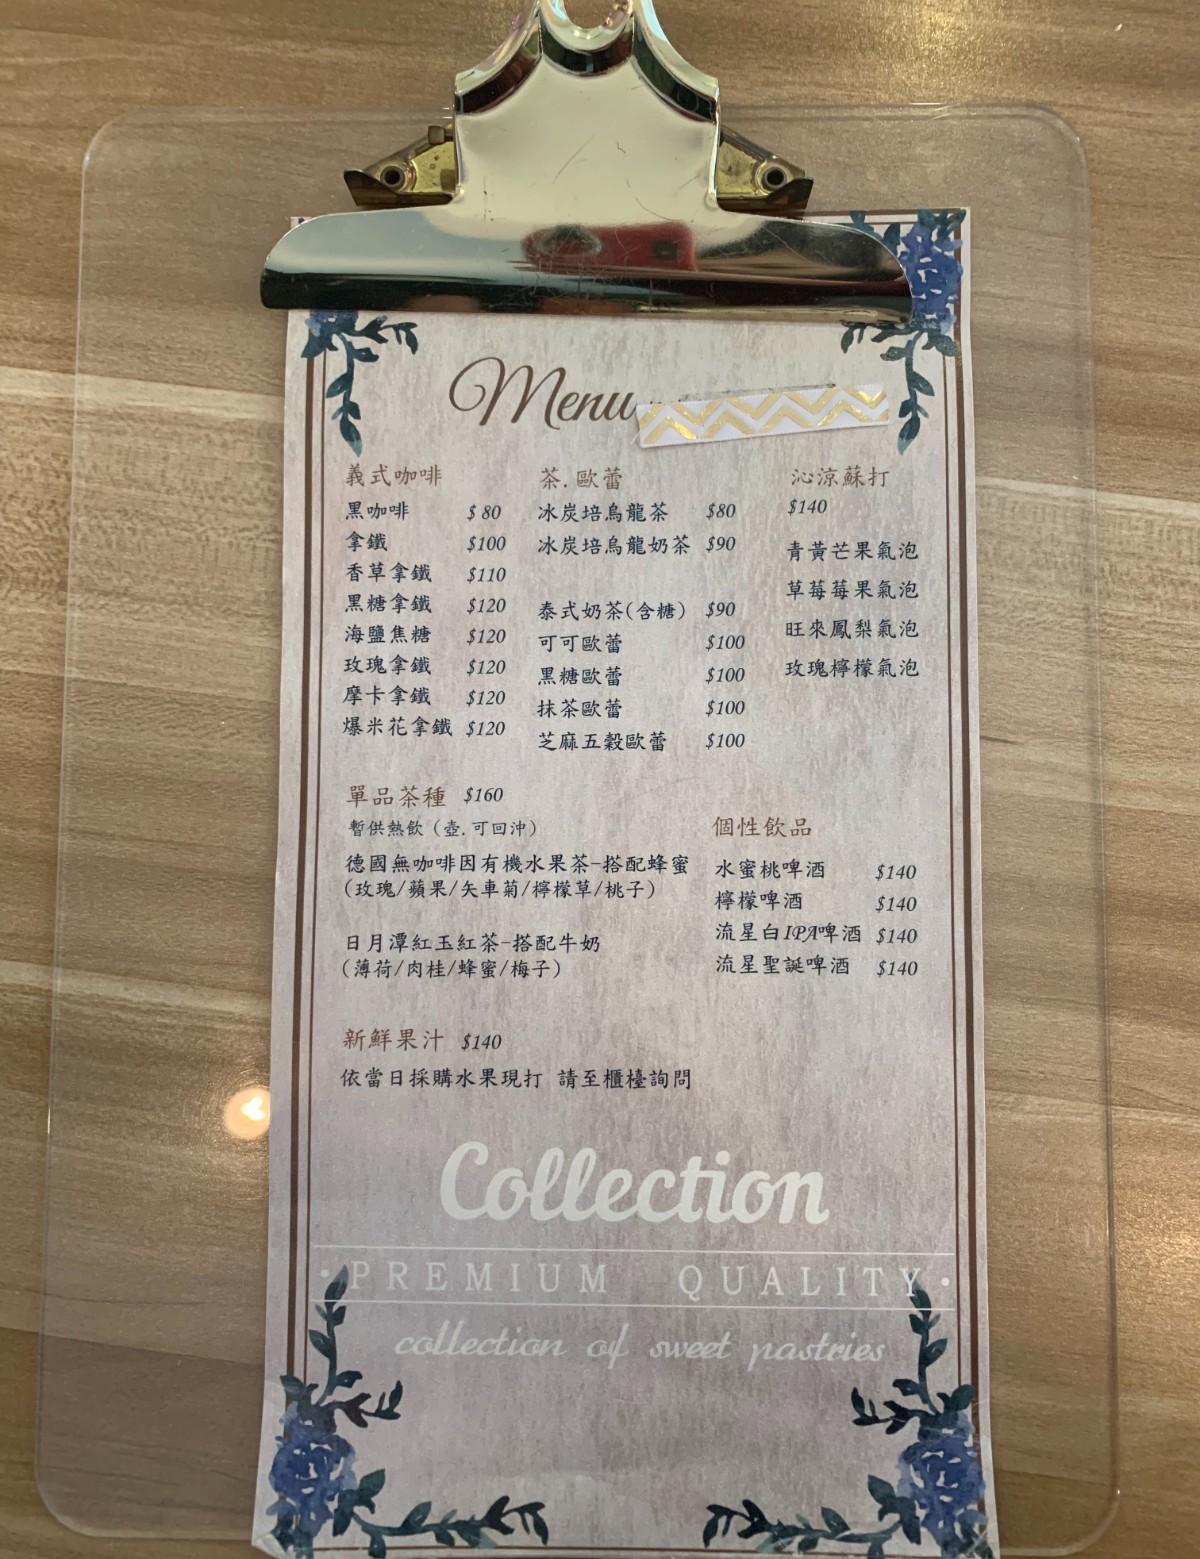 Menu
義式咖啡
黑咖啡 $ 80
拿鐵 $100
香草拿鐵 $110
黑糖拿鐵 $120
海鹽焦糖 $120
玫瑰拿鐵 $120
摩卡拿鐵 $120
爆米花拿鐵 $120
茶.歐蕾
冰炭培烏龍茶 $80
冰炭培烏龍奶茶 $90
泰式奶茶(含糖) $90
可可歐蕾 $100
黑糖歐蕾 $100
抹茶歐蕾 $100
芝麻五穀歐蕾 $100
沁涼蘇打
$140
青黃芒果氣泡
草莓莓果氣泡
旺來鳳梨氣泡
玫瑰檸檬氣泡
單品茶種 $160
暫供熱飲 (壺.可回沖)
德國無咖啡因有機水果茶-搭配蜂蜜
(玫瑰/蘋果/矢車菊/檸檬草/桃子)
日月潭紅玉紅茶-搭配牛奶
(薄荷/肉桂/蜂蜜/梅子)
個性飲品
水蜜桃啤酒 $140
檸檬啤酒 $140
流星白IPA啤酒 $140
流星聖誕啤酒 $140
新鮮果汁 $140
依當日採購水果現打 請至櫃檯詢問
Collection
·PREMIUM QUALITY·
collection of sweet pastries